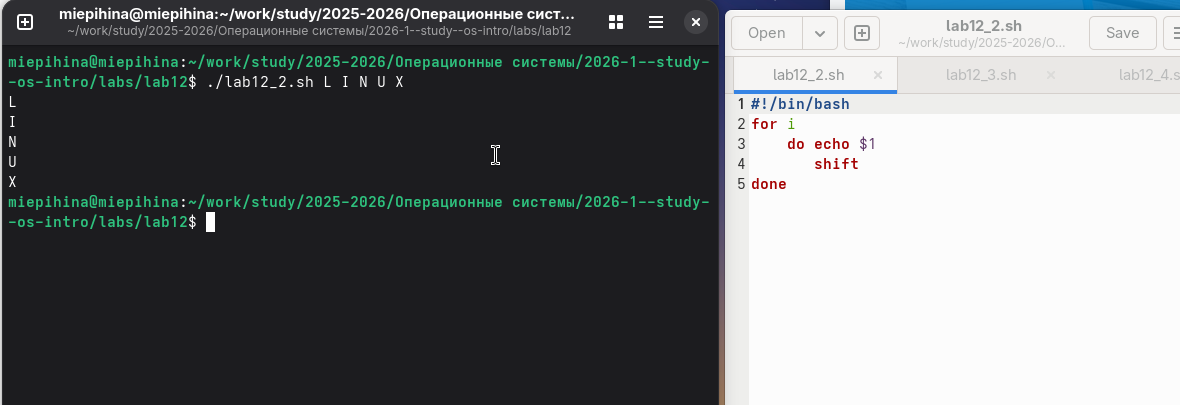 miepihina@miepihina:~/work/study/2025-2026/Операционные сист...
~/work/study/2025-2026/Операционные системы/2026-1--study--os-intro/labs/lab12
miepihina@miepihina:~/work/study/2025-2026/Операционные системы/2026-1--study-
-os-intro/labs/lab12$ ./lab12_2.sh L I N U X
L
I
N
U
X
miepihina@miepihina:~/work/study/2025-2026/Операционные системы/2026-1--study-
-os-intro/labs/lab12$
Open
lab12_2.sh
~/work/study/2025-2026/О...
Save
lab12_2.sh ×
lab12_3.sh ×
lab12_4.s
1 #!/bin/bash
2 for i
3     do echo $1
4        shift
5 done